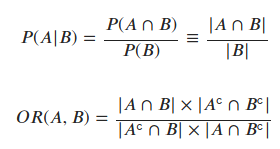 P(A|B) = P(A ∩ B) / P(B) ≡ |A ∩ B| / |B|
OR(A, B) = |A ∩ B| × |Aᶜ ∩ Bᶜ| / |Aᶜ ∩ B| × |A ∩ Bᶜ|